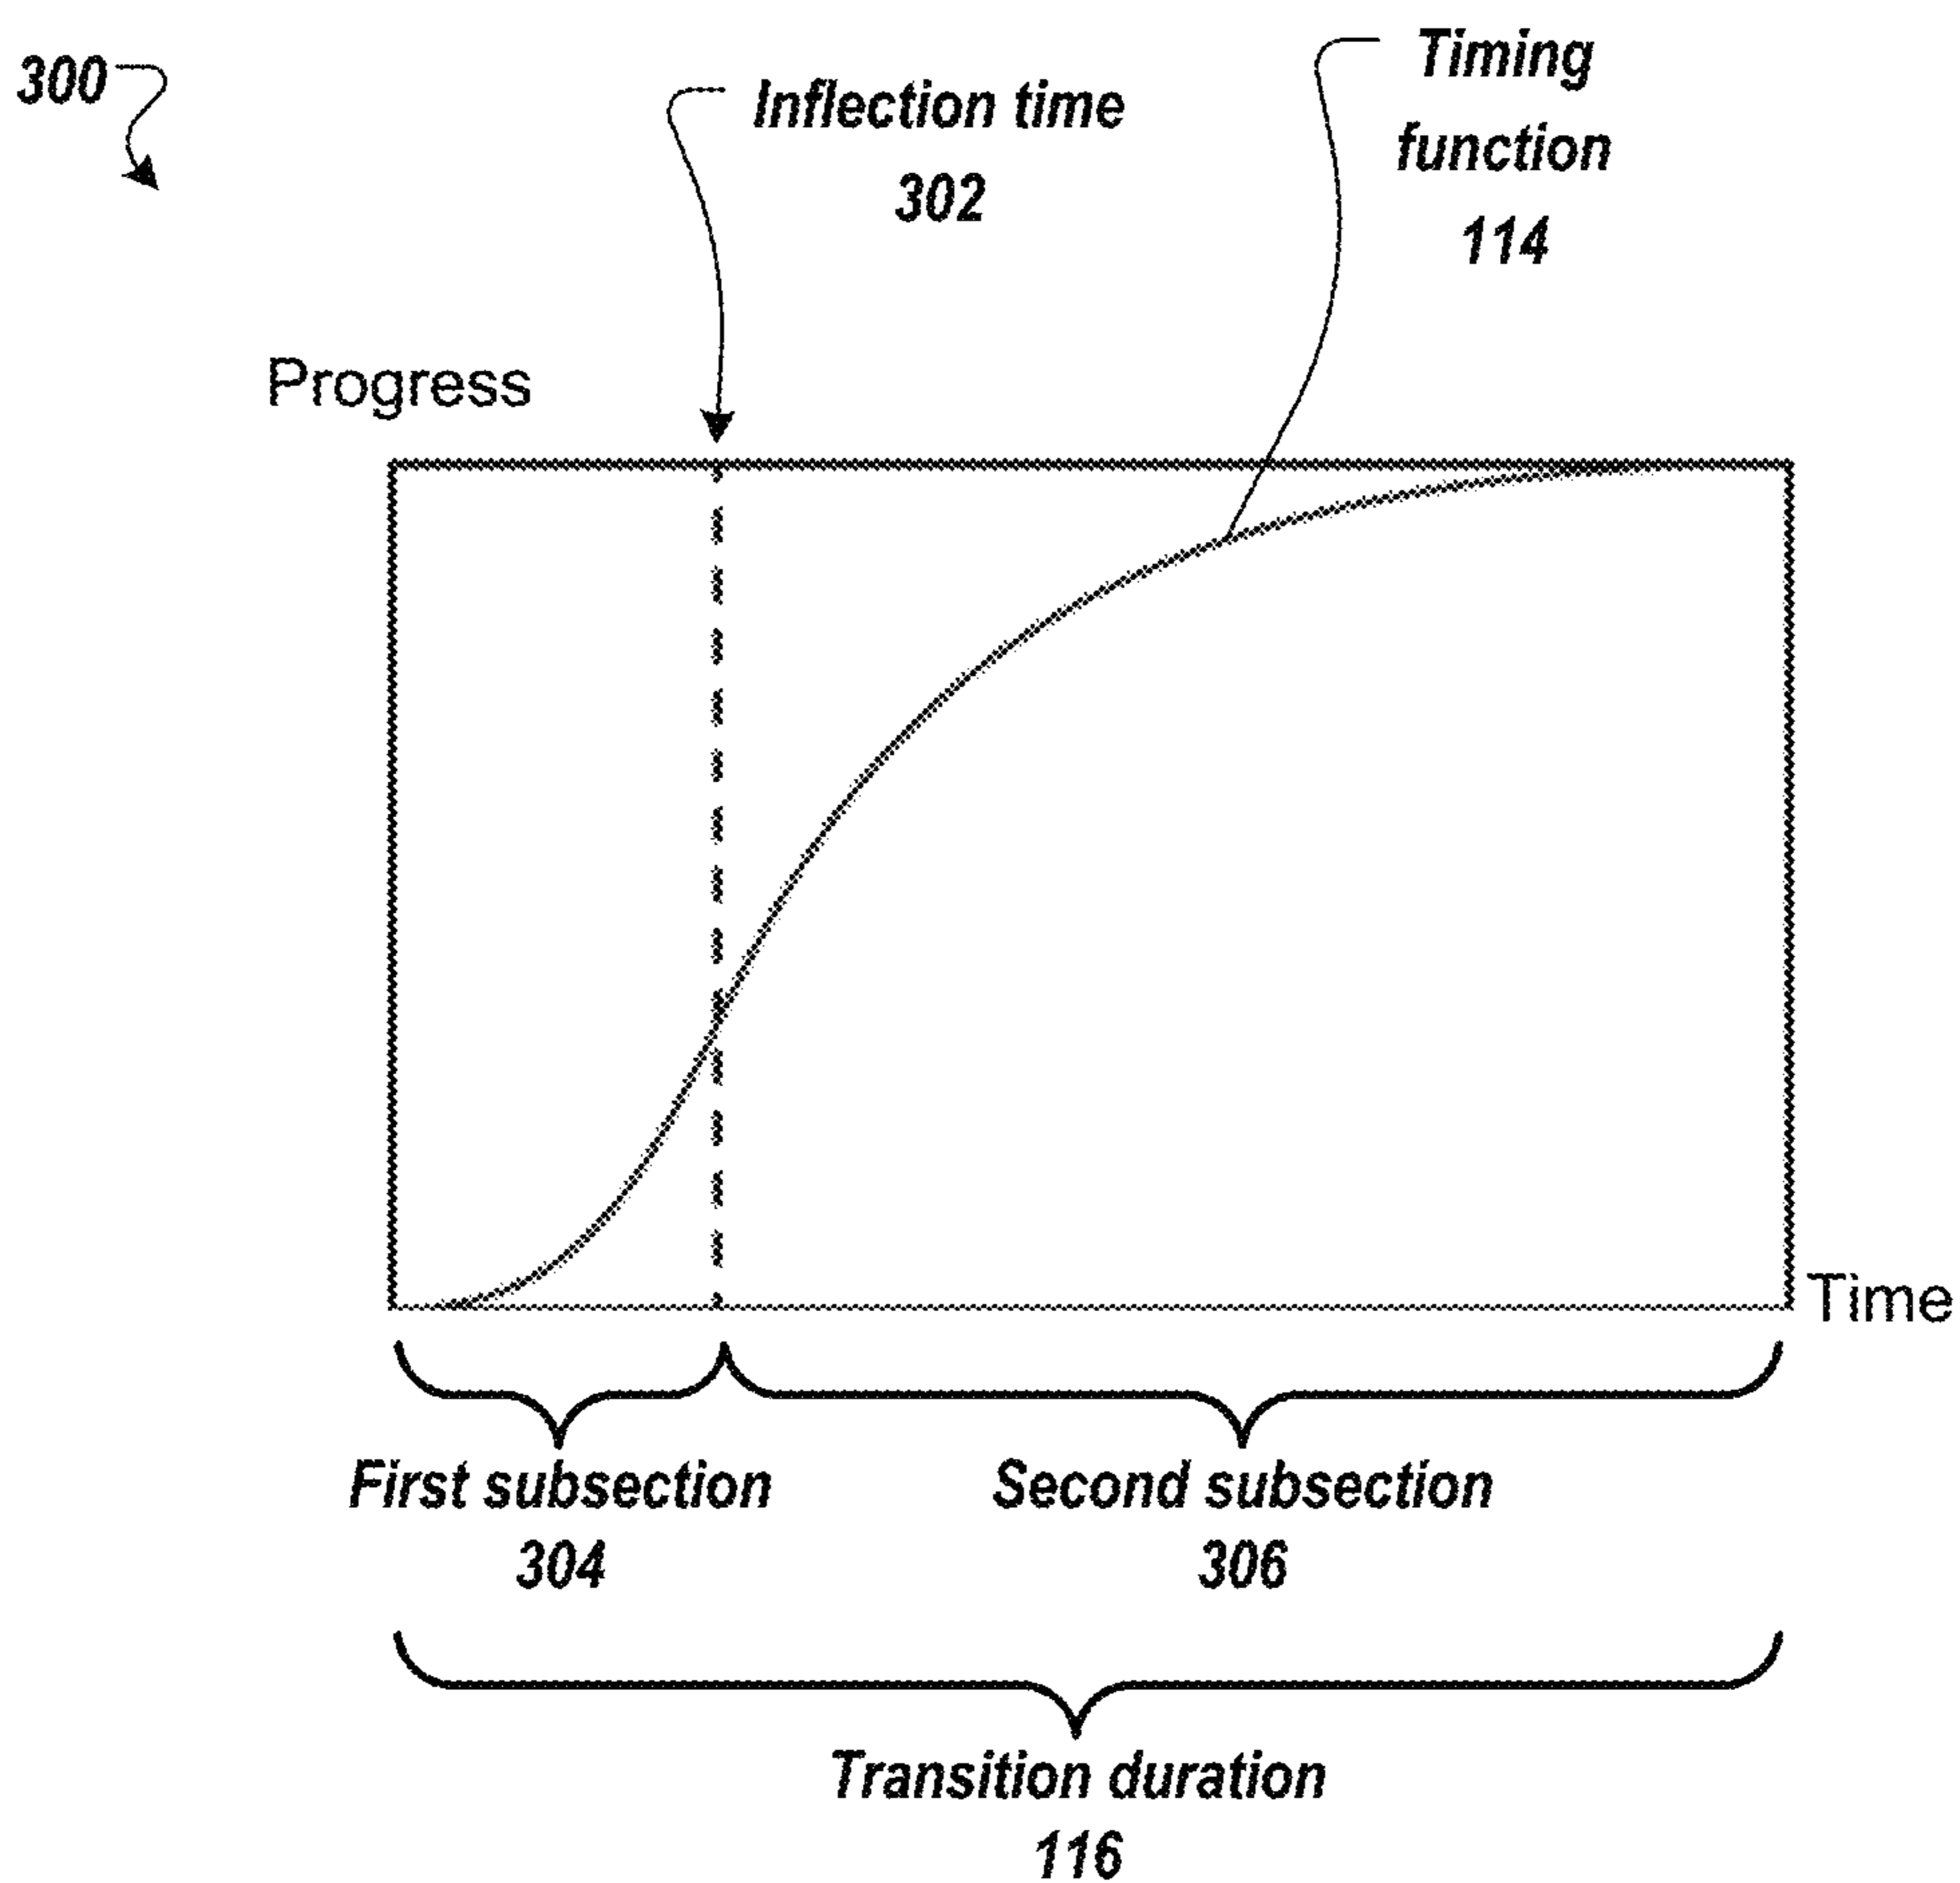 300
Inflection time
302
Timing
function
114
Progress
Time
First subsection
304
Second subsection
306
Transition duration
116